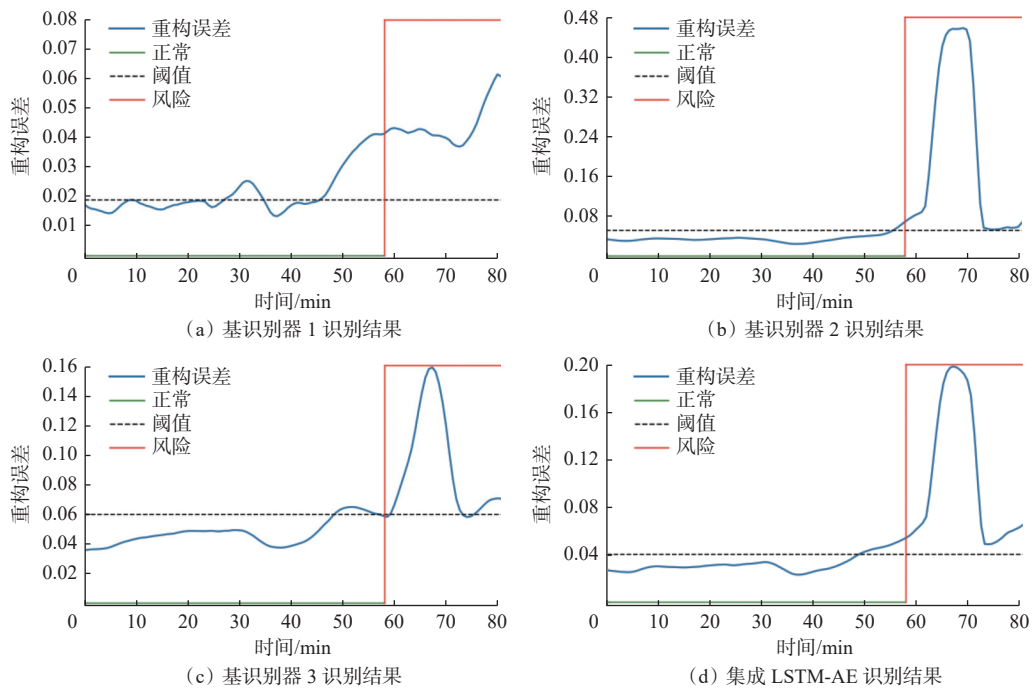 0.08
0.07
0.06
0.05
0.04
0.03
0.02
0.01
重构误差
重构误差
正常
阈值
风险
0 10 20 30 40 50 60 70 80
时间/min
（a）基识别器 1 识别结果
0.48
0.40
0.32
0.24
0.16
0.08
重构误差
重构误差
正常
阈值
风险
0 10 20 30 40 50 60 70 80
时间/min
（b）基识别器 2 识别结果
0.16
0.14
0.12
0.10
0.08
0.06
0.04
0.02
重构误差
重构误差
正常
阈值
风险
0 10 20 30 40 50 60 70 80
时间/min
（c）基识别器 3 识别结果
0.20
0.16
0.12
0.08
0.04
重构误差
重构误差
正常
阈值
风险
0 10 20 30 40 50 60 70 80
时间/min
（d）集成 LSTM-AE 识别结果